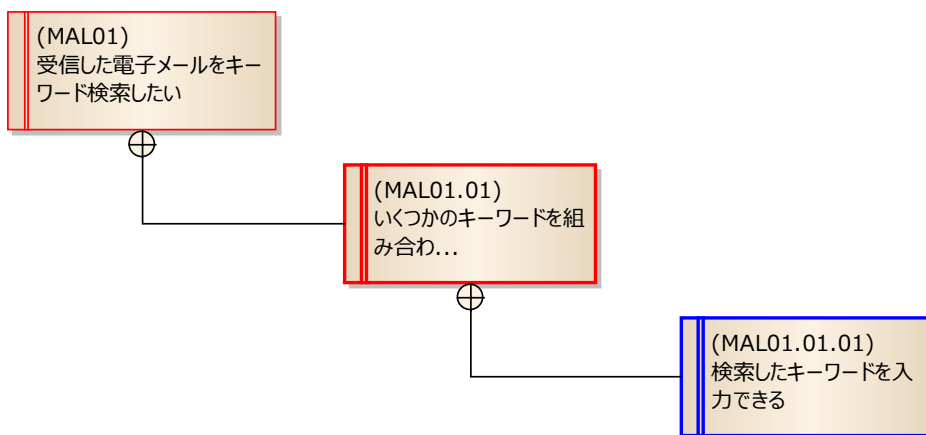 (MAL01)
受信した電子メールをキー
ワード検索したい
(MAL01.01)
いくつかのキーワードを組
み合わ...
(MAL01.01.01)
検索したキーワードを入
力できる